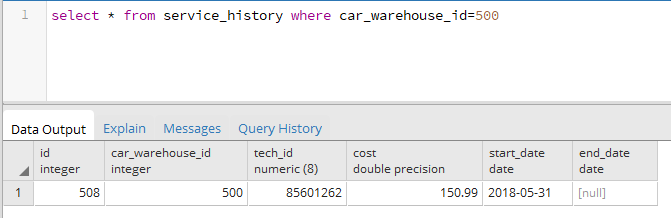 1 select * from service_history where car_warehouse_id=500
Data Output Explain Messages Query History
id car_warehouse_id tech_id cost start_date end_date
integer integer numeric (8) double precision date date
1 508 500 85601262 150.99 2018-05-31 [null]